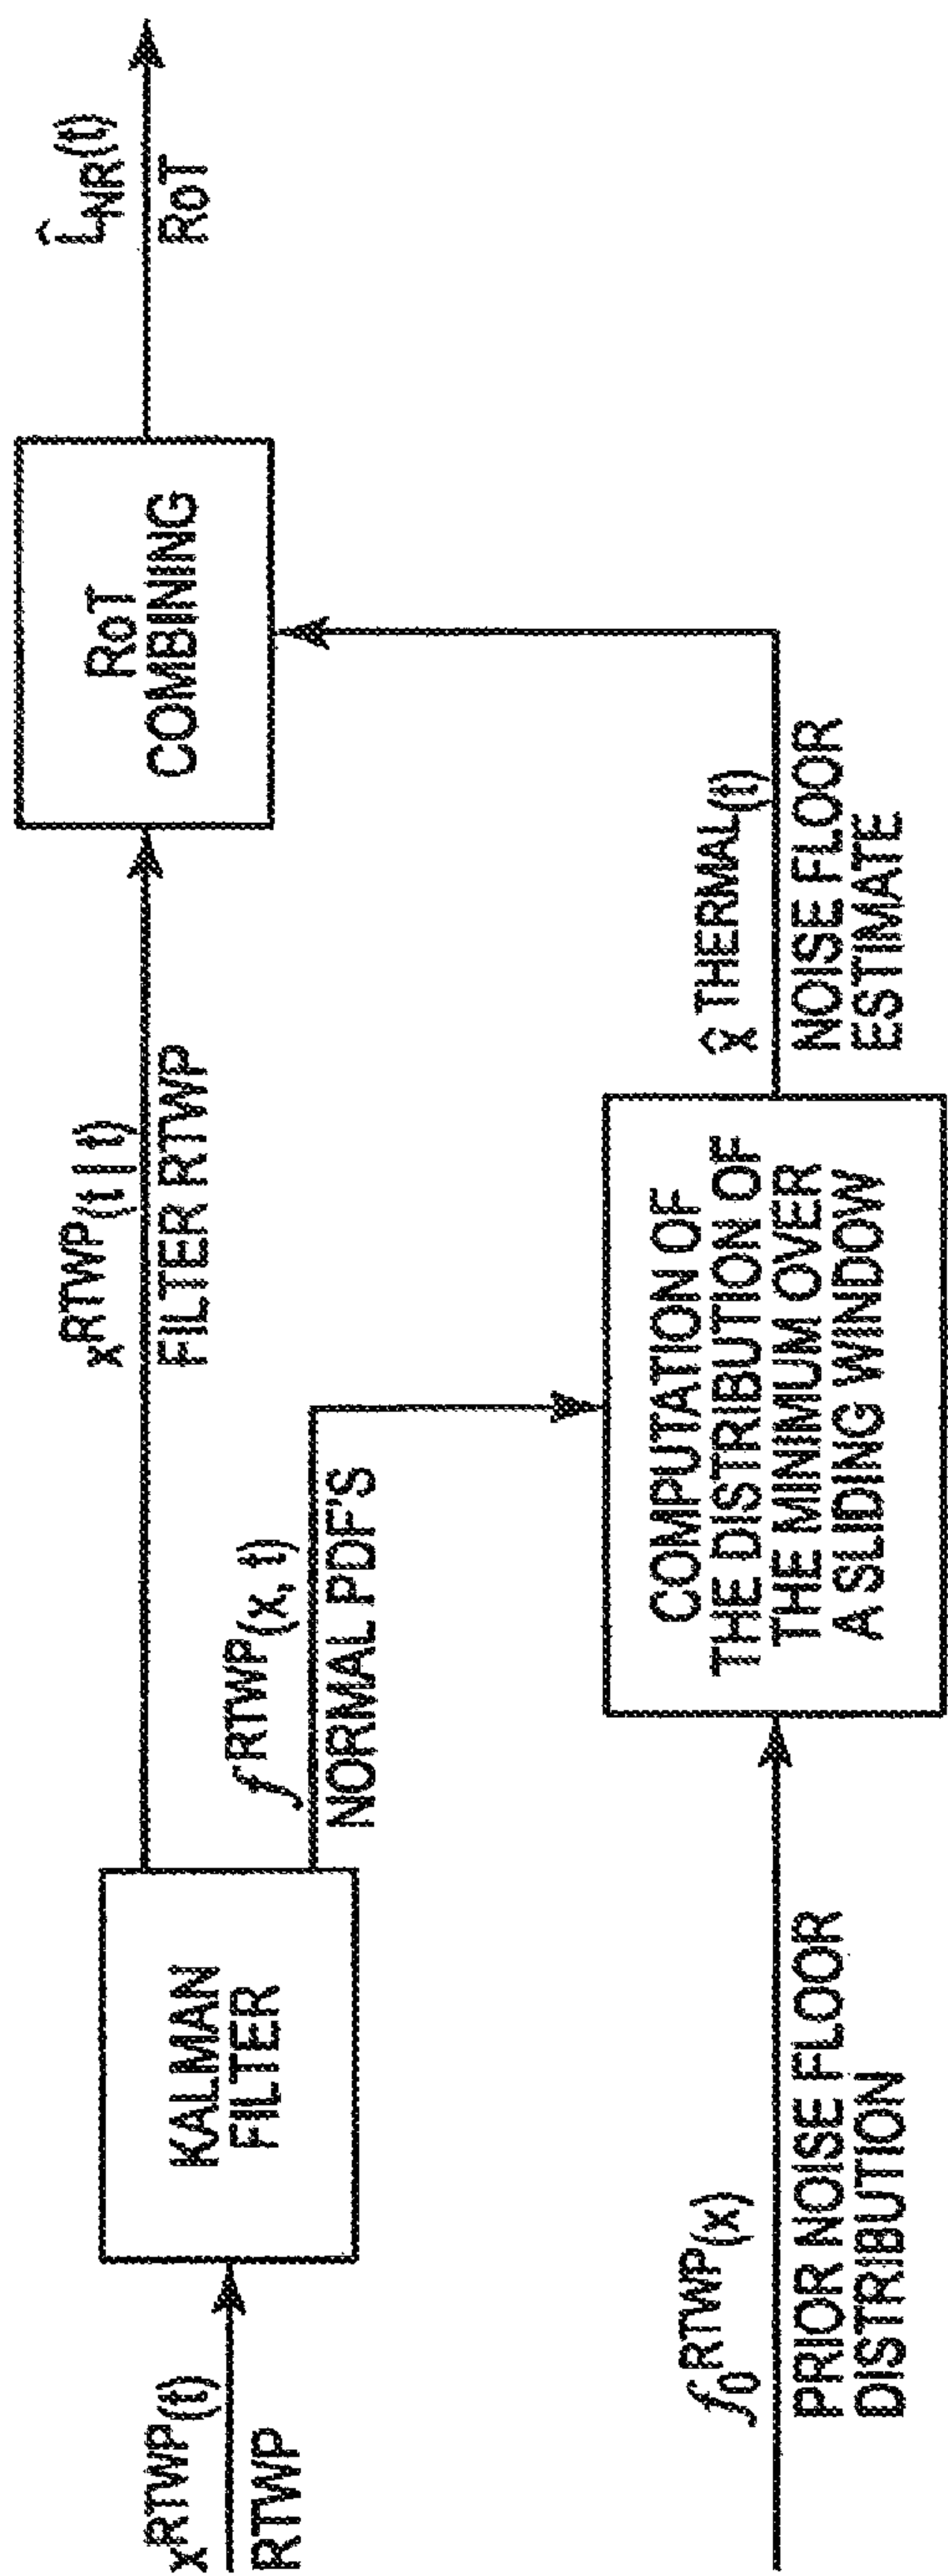 x^RTWP(t)
RTWP
KALMAN
FILTER
x^RTWP(t|t)
FILTER RTWP
f^RTWP(x, t)
NORMAL PDF'S
RoT
COMBINING
L̂_NR(t)
RoT
f_0^RTWP(x)
PRIOR NOISE FLOOR
DISTRIBUTION
COMPUTATION OF
THE DISTRIBUTION OF
THE MINIMUM OVER
A SLIDING WINDOW
x̂^THERMAL(t)
NOISE FLOOR
ESTIMATE